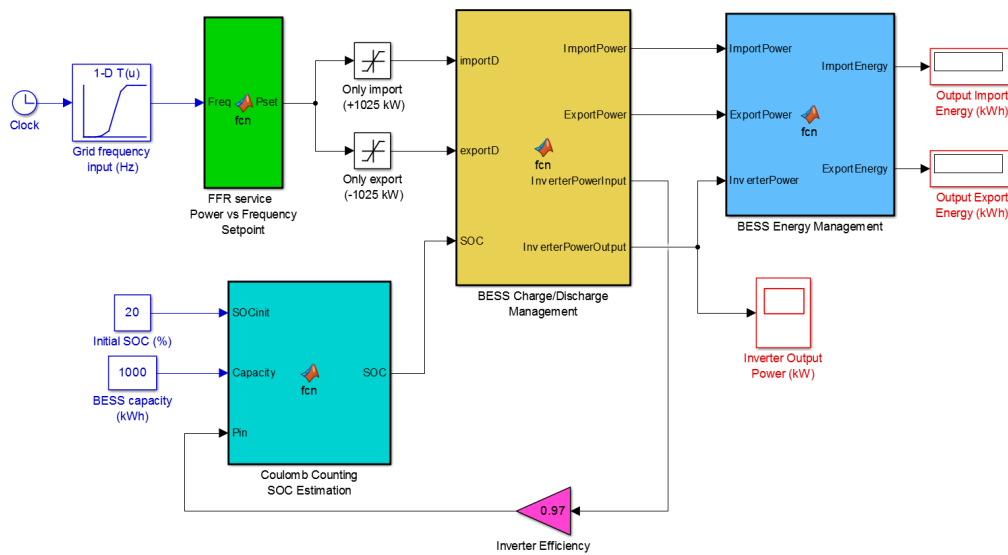 Clock
1-D T(u)
Grid frequency
input (Hz)
Freq
Pset
fcn
FFR service
Power vs Frequency
Setpoint
Only import
(+1025 kW)
Only export
(-1025 kW)
importD
exportD
SOC
fcn
ImportPower
ExportPower
InverterPowerInput
InverterPowerOutput
BESS Charge/Discharge
Management
ImportPower
ExportPower
InverterPower
fcn
ImportEnergy
ExportEnergy
BESS Energy Management
Output Import
Energy (kWh)
Output Export
Energy (kWh)
Inverter Output
Power (kW)
20
Initial SOC (%)
1000
BESS capacity
(kWh)
SOCinit
Capacity
Pin
fcn
SOC
Coulomb Counting
SOC Estimation
0.97
Inverter Efficiency